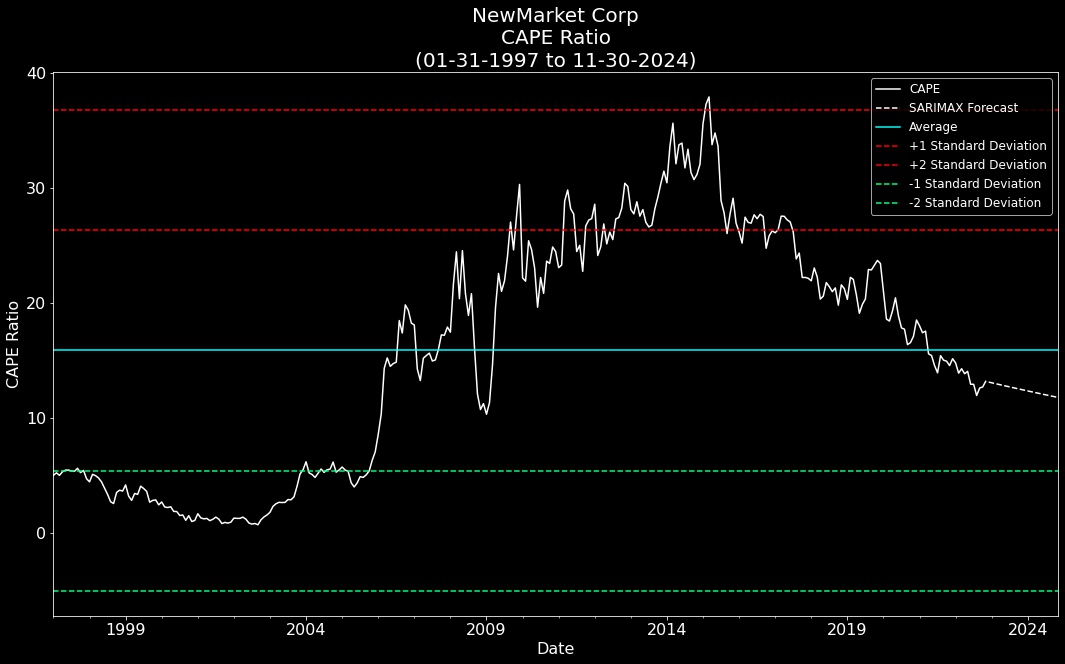 NewMarket Corp
CAPE Ratio
(01-31-1997 to 11-30-2024)
CAPE
SARIMAX Forecast
Average
+1 Standard Deviation
+2 Standard Deviation
-1 Standard Deviation
-2 Standard Deviation
CAPE Ratio
40
30
20
10
0
1999
2004
2009
2014
2019
2024
Date